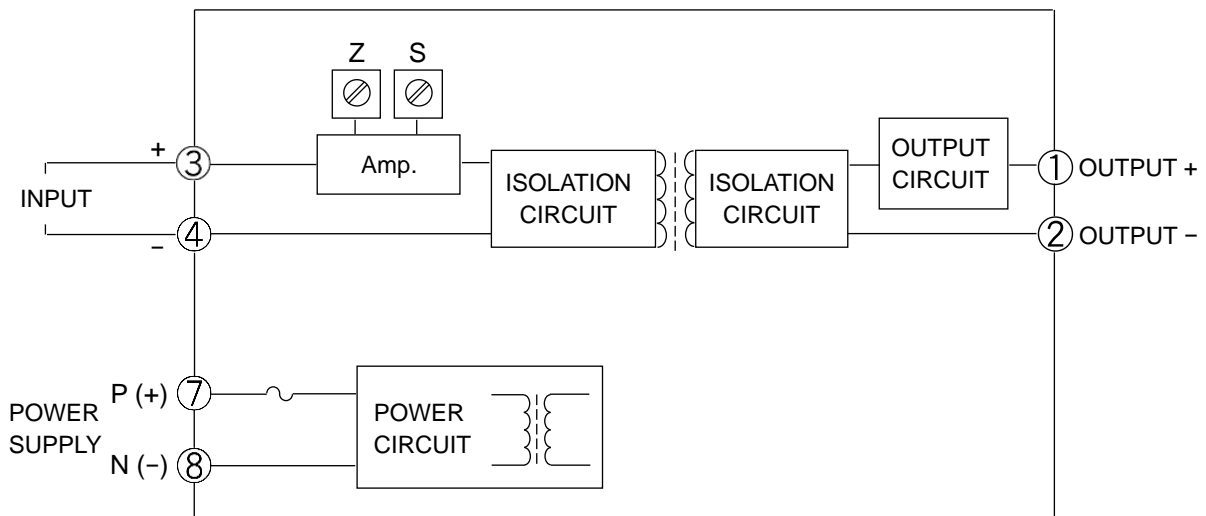 Z S
+ 3 Amp. OUTPUT
CIRCUIT 1 OUTPUT +
INPUT ISOLATION
CIRCUIT ISOLATION
CIRCUIT
− 4 2 OUTPUT −
P (+) 7
POWER
SUPPLY POWER
CIRCUIT
N (−) 8